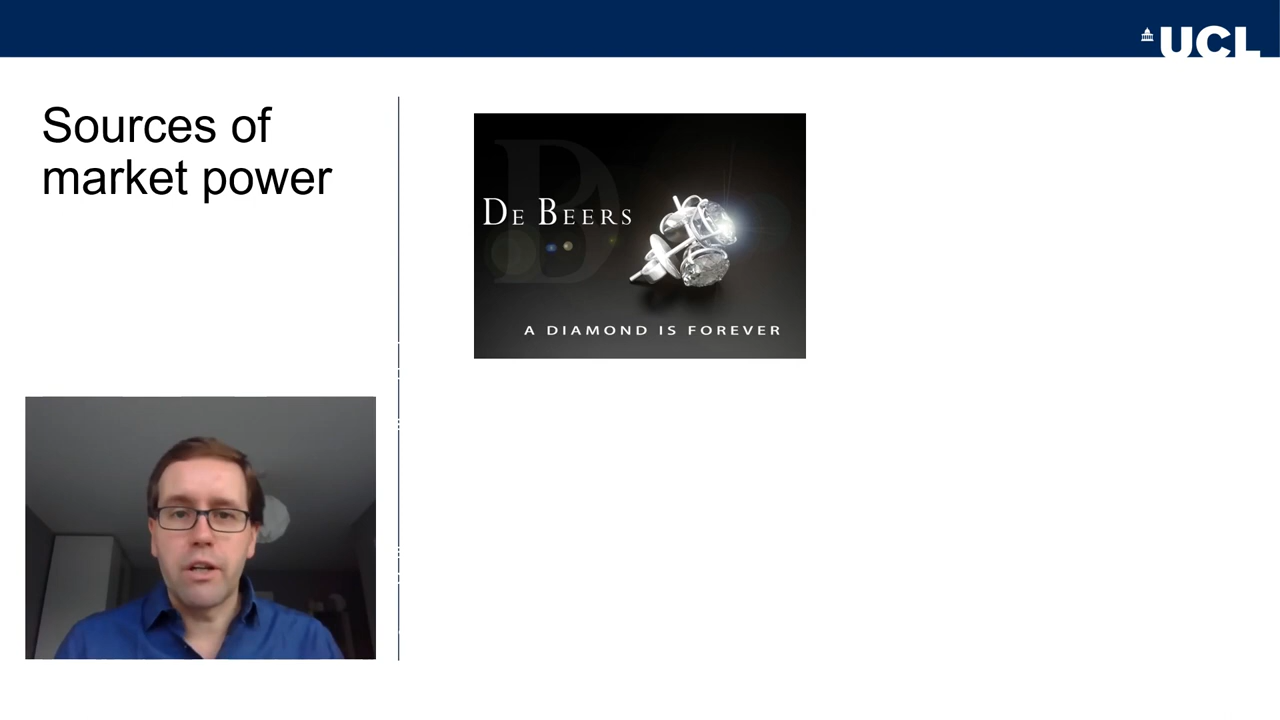 UCL
Sources of
market power
DE BEERS
A DIAMOND IS FOREVER